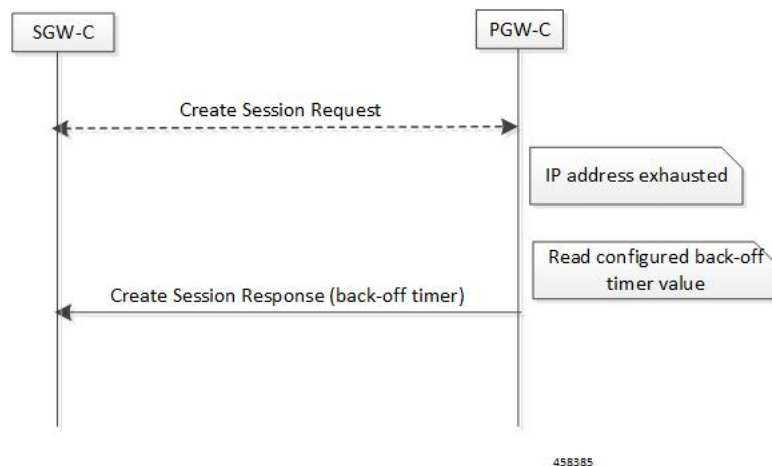 SGW-C
PGW-C
Create Session Request
IP address exhausted
Read configured back-off
timer value
Create Session Response (back-off timer)
458385